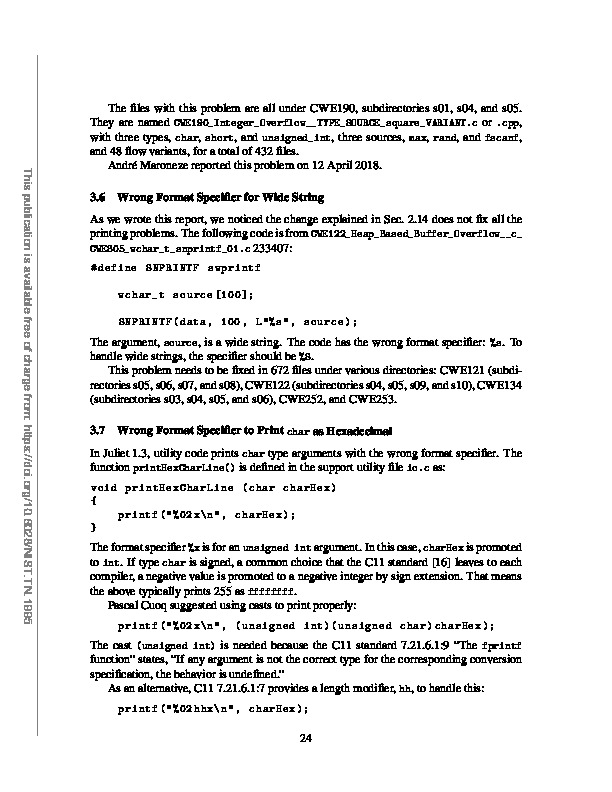 The files with this problem are all under CWE190, subdirectories s01, s04, and s05.
They are named CWE190_Integer_Overflow__TYPE_SOURCE_square_VARIANT.c or .cpp,
with three types, char, short, and unsigned_int, three sources, max, rand, and fscanf,
and 48 flow variants, for a total of 432 files.
André Maroneze reported this problem on 12 April 2018.
3.6 Wrong Format Specifier for Wide String
As we wrote this report, we noticed the change explained in Sec. 2.14 does not fix all the
printing problems. The following code is from CWE122_Heap_Based_Buffer_Overflow__c_
CWE805_wchar_t_snprintf_01.c 233407:
#define SNPRINTF swprintf
wchar_t source[100];
SNPRINTF(data, 100, L"%s", source);
The argument, source, is a wide string. The code has the wrong format specifier: %s. To
handle wide strings, the specifier should be %S.
This problem needs to be fixed in 672 files under various directories: CWE121 (subdi-
rectories s05, s06, s07, and s08), CWE122 (subdirectories s04, s05, s09, and s10), CWE134
(subdirectories s03, s04, s05, and s06), CWE252, and CWE253.
3.7 Wrong Format Specifier to Print char as Hexadecimal
In Juliet 1.3, utility code prints char type arguments with the wrong format specifier. The
function printHexCharLine() is defined in the support utility file io.c as:
void printHexCharLine (char charHex)
{
printf("%02x\n", charHex);
}
The format specifier %x is for an unsigned int argument. In this case, charHex is promoted
to int. If type char is signed, a common choice that the C11 standard [16] leaves to each
compiler, a negative value is promoted to a negative integer by sign extension. That means
the above typically prints 255 as ffffffff.
Pascal Cuoq suggested using casts to print properly:
printf("%02x\n", (unsigned int)(unsigned char)charHex);
The cast (unsigned int) is needed because the C11 standard 7.21.6.1:9 "The fprintf
function" states, "If any argument is not the correct type for the corresponding conversion
specification, the behavior is undefined."
As an alternative, C11 7.21.6.1:7 provides a length modifier, hh, to handle this:
printf("%02hhx\n", charHex);
24
This publication is available free of charge from: https://doi.org/10.6028/NIST.TN.1995